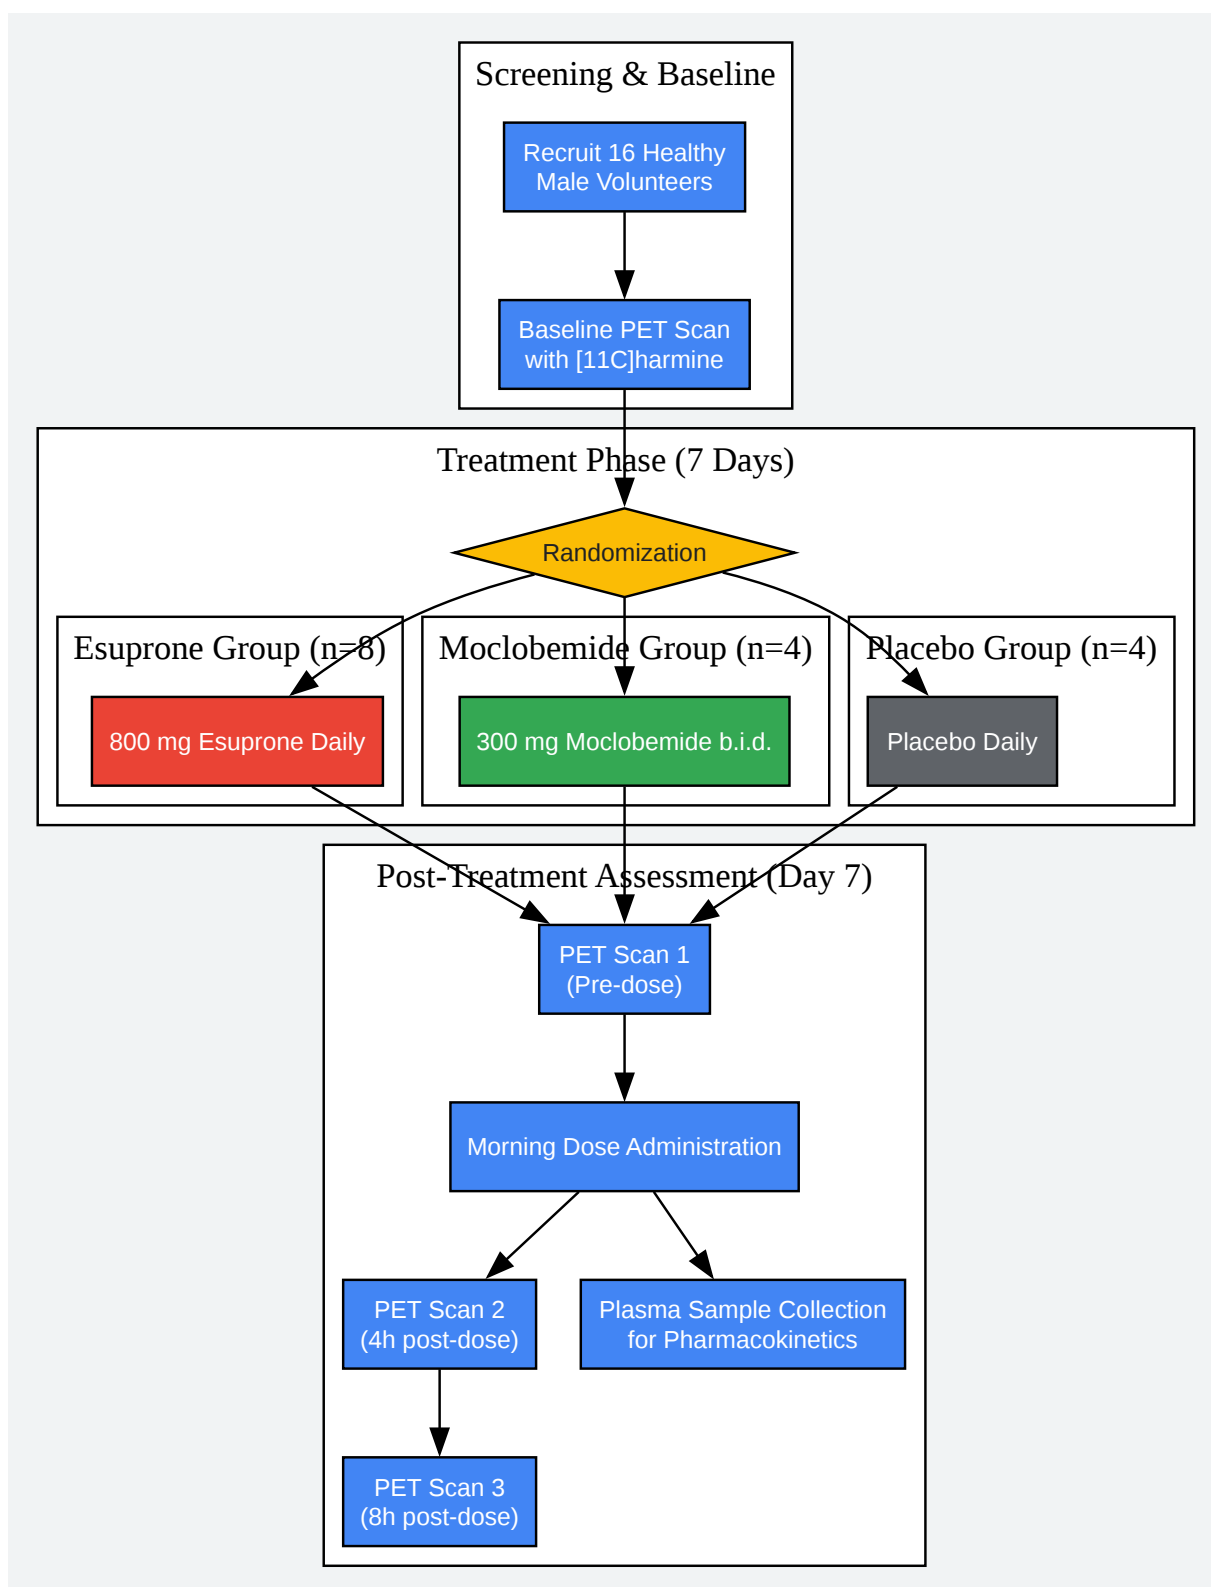 Screening & Baseline
Recruit 16 Healthy
Male Volunteers
Baseline PET Scan
with [11C]harmine
Treatment Phase (7 Days)
Randomization
Esuprone Group (n=8)
Moclobemide Group (n=4)
Placebo Group (n=4)
800 mg Esuprone Daily
300 mg Moclobemide b.i.d.
Placebo Daily
Post-Treatment Assessment (Day 7)
PET Scan 1
(Pre-dose)
Morning Dose Administration
PET Scan 2
(4h post-dose)
Plasma Sample Collection
for Pharmacokinetics
PET Scan 3
(8h post-dose)